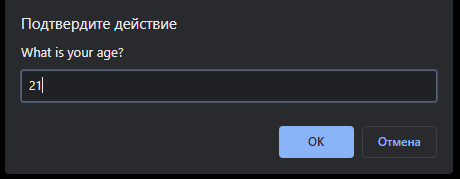 Подтвердите действие
What is your age?
21
OK
Отмена